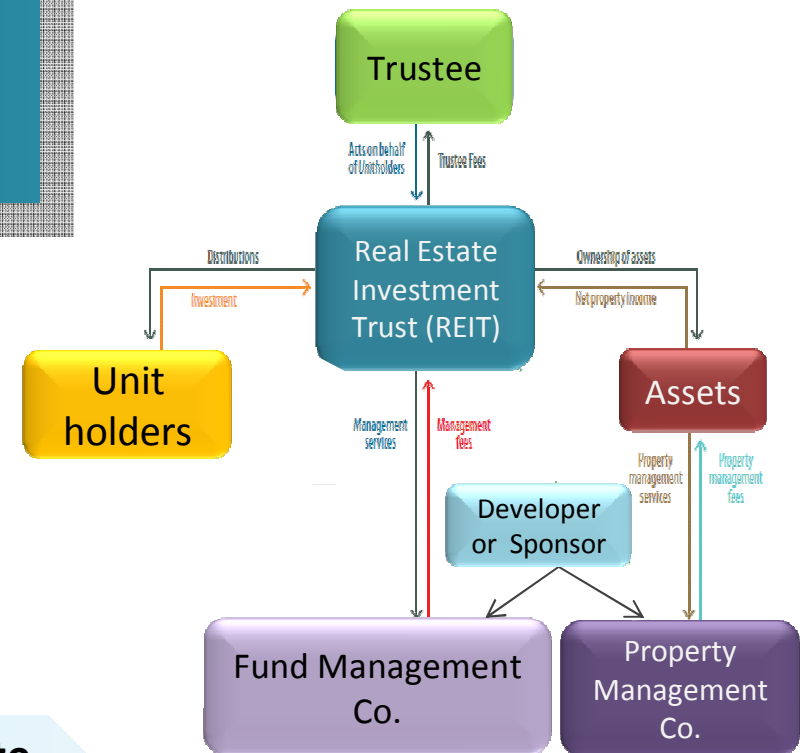 Trustee
Acts on behalf
of Unitholders
Trustee Fees
Real Estate
Investment
Trust (REIT)
Distributions
Investment
Ownership of assets
Net property income
Unit
holders
Assets
Management
services
Management
fees
Property
management
services
Property
management
fees
Developer
or Sponsor
Fund Management
Co.
Property
Management
Co.